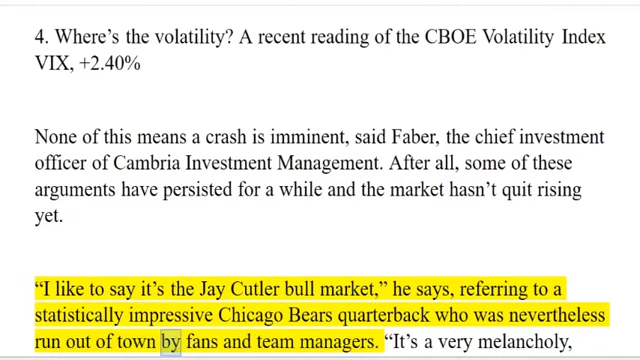 4. Where’s the volatility? A recent reading of the CBOE Volatility Index
VIX, +2.40%
None of this means a crash is imminent, said Faber, the chief investment
officer of Cambria Investment Management. After all, some of these
arguments have persisted for a while and the market hasn’t quit rising
yet.
“I like to say it’s the Jay Cutler bull market,” he says, referring to a
statistically impressive Chicago Bears quarterback who was nevertheless
run out of town by fans and team managers. “It’s a very melancholy,